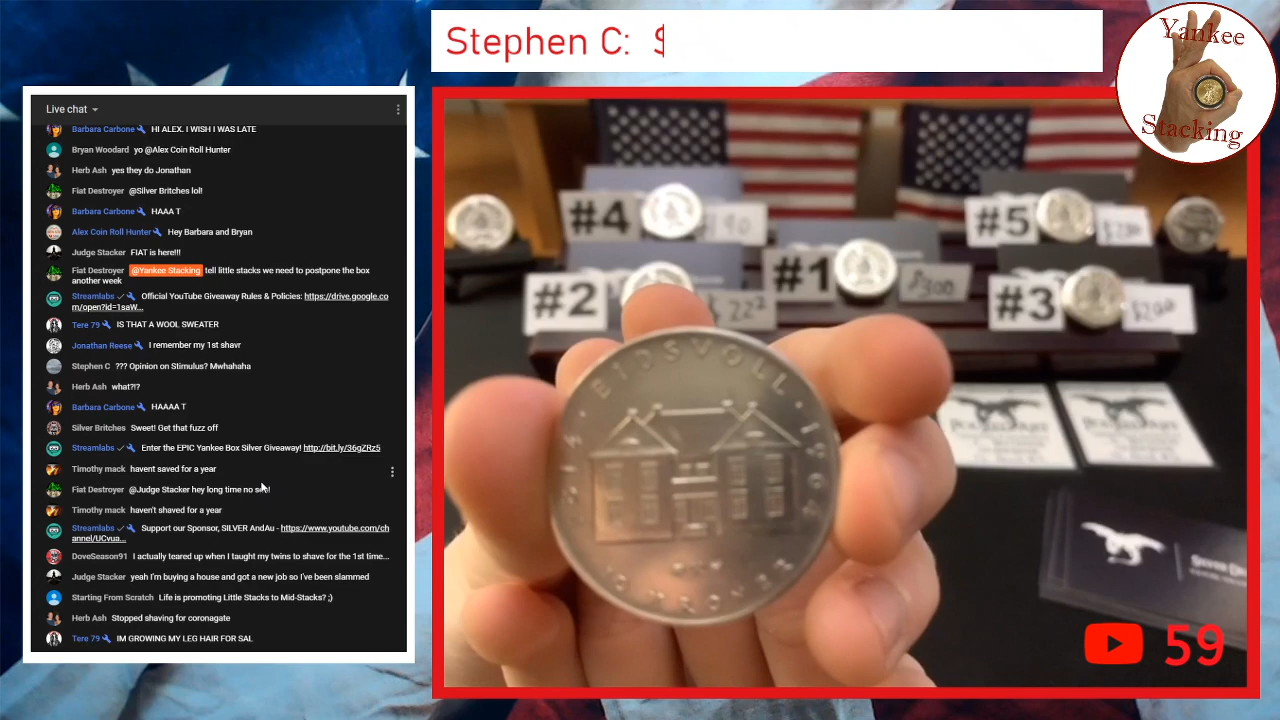 Stephen C: $
Yankee
Stacking
Live chat
Barbara Carbone HI ALEX. I WISH I WAS LATE
Bryan Woodard yo @Alex Coin Roll Hunter
Herb Ash yes they do Jonathan
Fiat Destroyer @Silver Britches lol!
Barbara Carbone HAAA T
Alex Coin Roll Hunter Hey Barbara and Bryan
Judge Stacker FIAT is here!!!
Fiat Destroyer @Yankee Stacking tell little stacks we need to postpone the box
another week
Streamlabs Official YouTube Giveaway Rules & Policies: https://drive.google.co
m/open?id=1saW...
Tere 79 IS THAT A WOOL SWEATER
Jonathan Reese I remember my 1st shavr
Stephen C ??? Opinion on Stimulus? Mwhahaha
Herb Ash what?!?
Barbara Carbone HAAAA T
Silver Britches Sweet! Get that fuzz off
Streamlabs Enter the EPIC Yankee Box Silver Giveaway! http://bit.ly/36gZRz5
Timothy mack havent saved for a year
Fiat Destroyer @Judge Stacker hey long time no see!
Timothy mack haven't shaved for a year
Streamlabs Support our Sponsor, SILVER AndAu - https://www.youtube.com/ch
annel/UCvua...
DoveSeason91 I actually teared up when I taught my twins to shave for the 1st time...
Judge Stacker yeah I'm buying a house and got a new job so I've been slammed
Starting From Scratch Life is promoting Little Stacks to Mid-Stacks? ;)
Herb Ash Stopped shaving for coronagate
Tere 79 IM GROWING MY LEG HAIR FOR SAL
#4
#5
#2
#1 $300
#3 $200
EIDSVOLL
KRONER
59